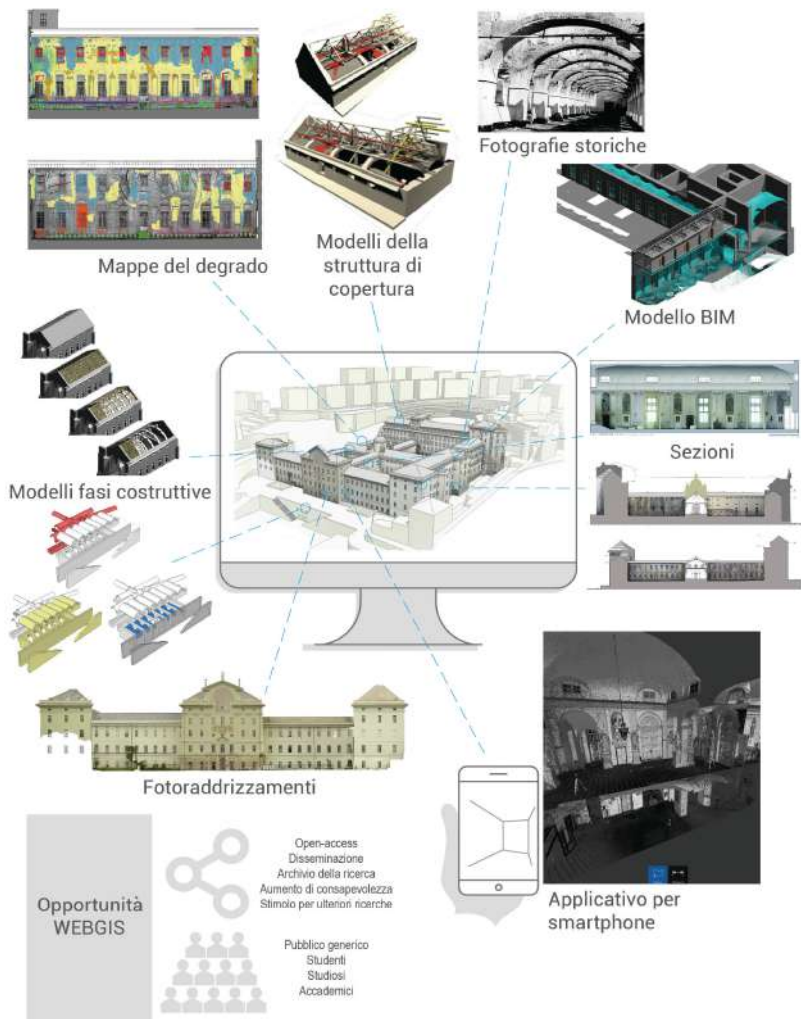 Fotografie storiche
Mappe del degrado
Modelli della
struttura di
copertura
Modello BIM
Modelli fasi costruttive
Sezioni
Fotoraddrizzamenti
Applicativo per
smartphone
Opportunità
WEBGIS
Open-access
Disseminazione
Archivio della ricerca
Aumento di consapevolezza
Stimolo per ulteriori ricerche
Pubblico generico
Studenti
Studiosi
Accademici